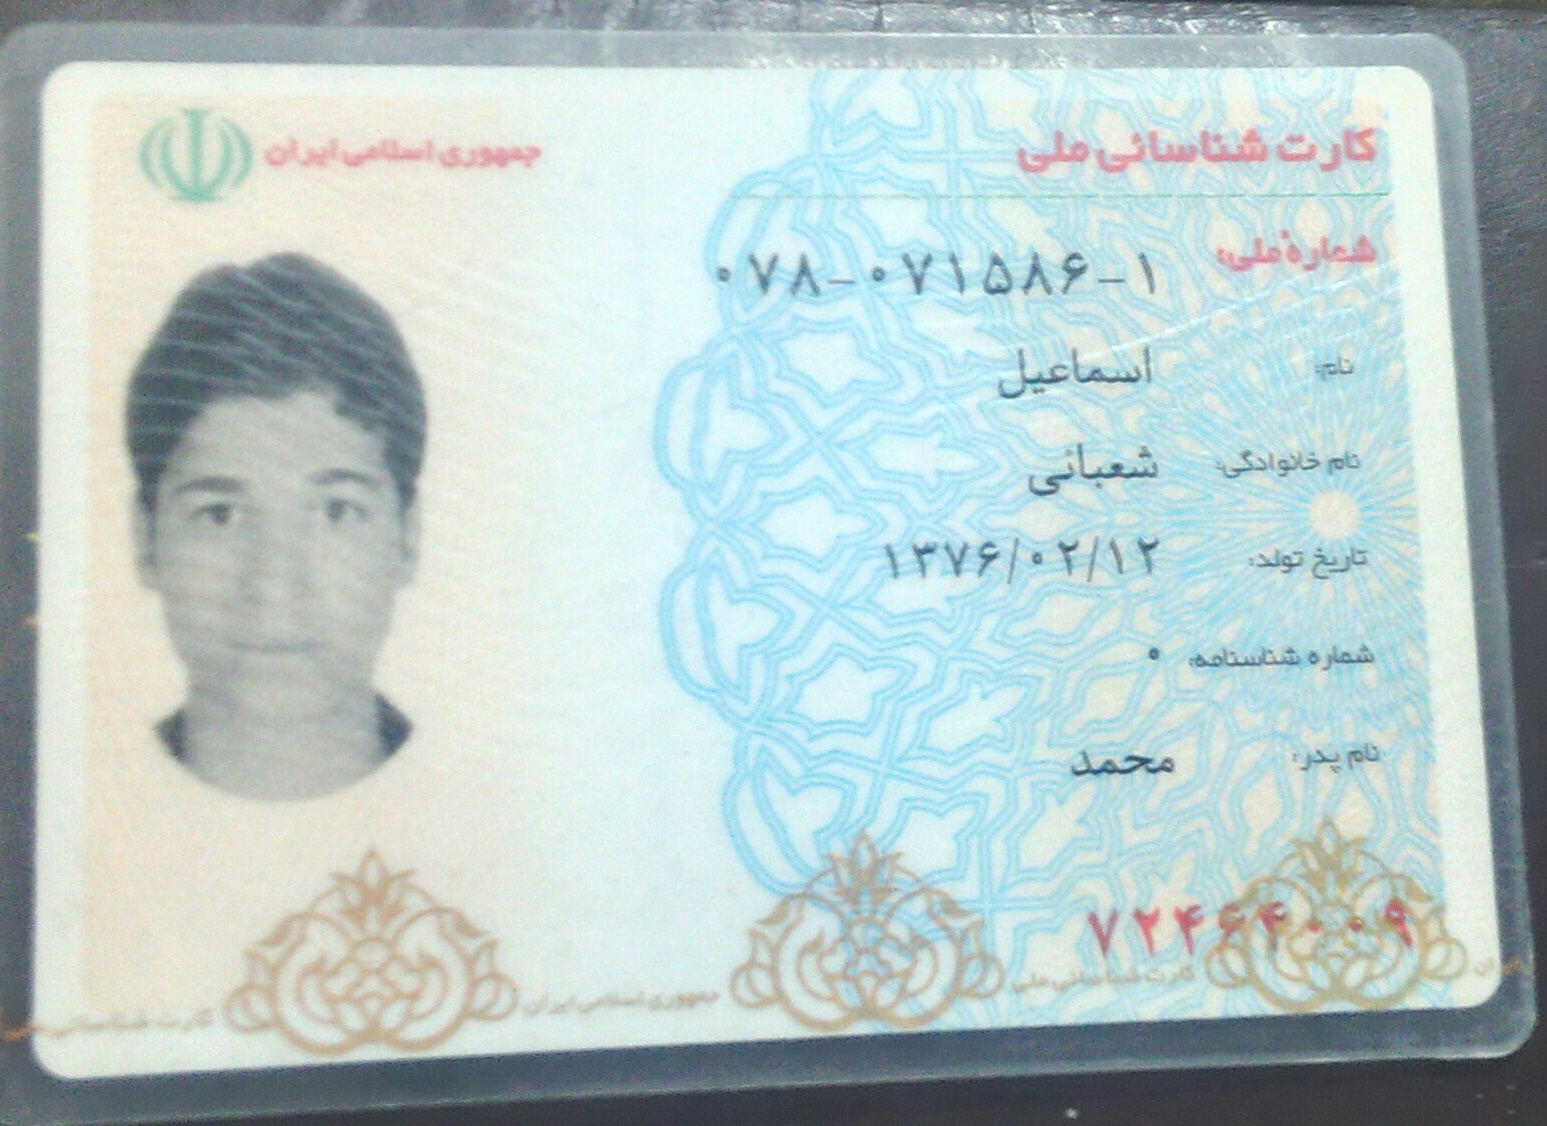 کارت شناسائی ملی
جمهوری اسلامی ایران
شمارهٔ ملی: ۰۷۸-۰۷۱۵۸۶-۱
نام: اسماعیل
نام خانوادگی: شعبانی
تاریخ تولد: ۱۳۷۶/۰۲/۱۲
شماره شناسنامه: ۰
نام پدر: محمد
۷۲۴۶۴۰۰۹
ایران
کارت شناسائی ملی
جمهوری اسلامی ایران
کارت شناسائی ملی